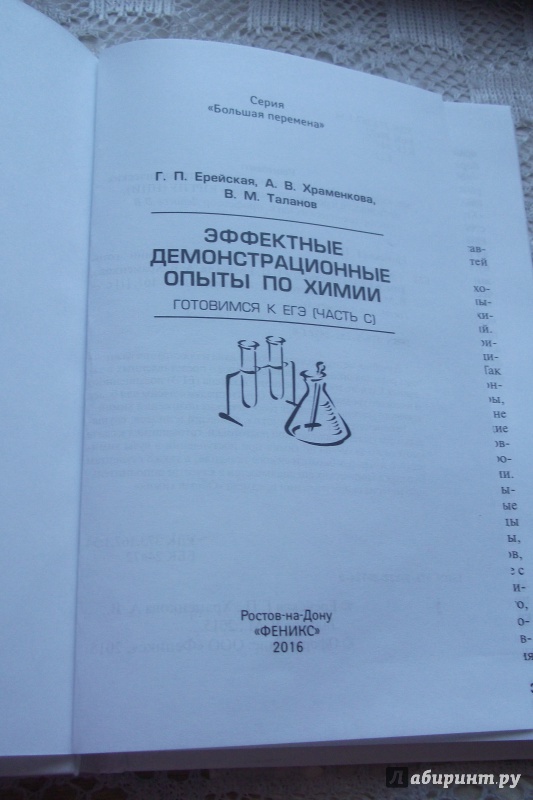 Серия
«Большая перемена»
Г. П. Ерейская, А. В. Храменкова,
В. М. Таланов
ЭФФЕКТНЫЕ
ДЕМОНСТРАЦИОННЫЕ
ОПЫТЫ ПО ХИМИИ
ГОТОВИМСЯ К ЕГЭ (ЧАСТЬ С)
Ростов-на-Дону
«ФЕНИКС»
2016
Лабиринт.ру